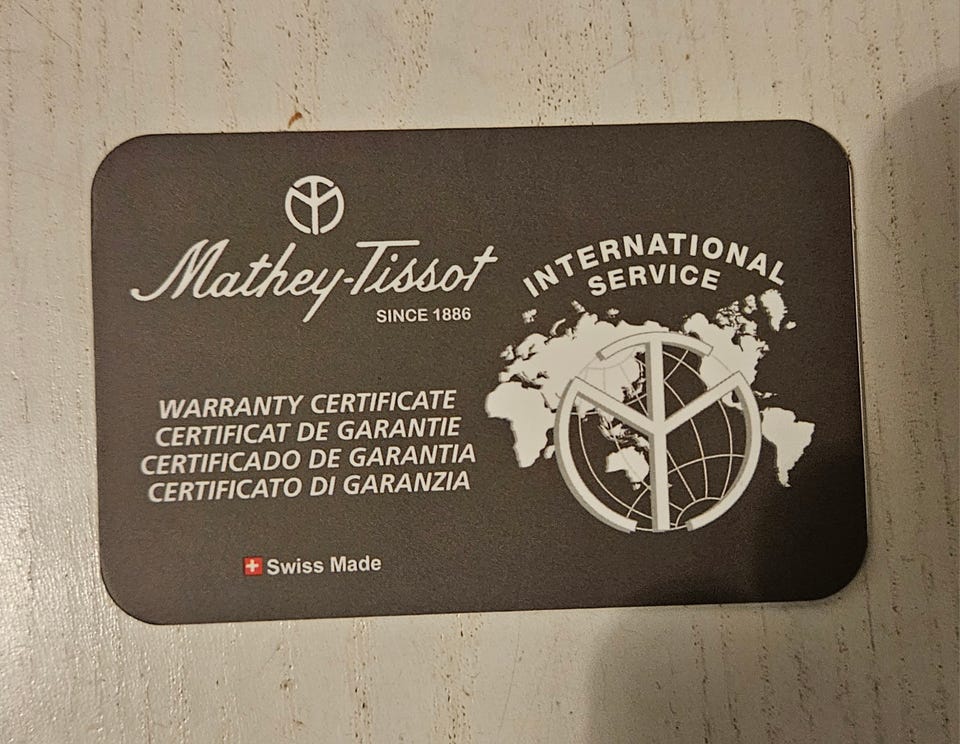 Mathey-Tissot
SINCE 1886
INTERNATIONAL
SERVICE
WARRANTY CERTIFICATE
CERTIFICAT DE GARANTIE
CERTIFICADO DE GARANTIA
CERTIFICATO DI GARANZIA
Swiss Made